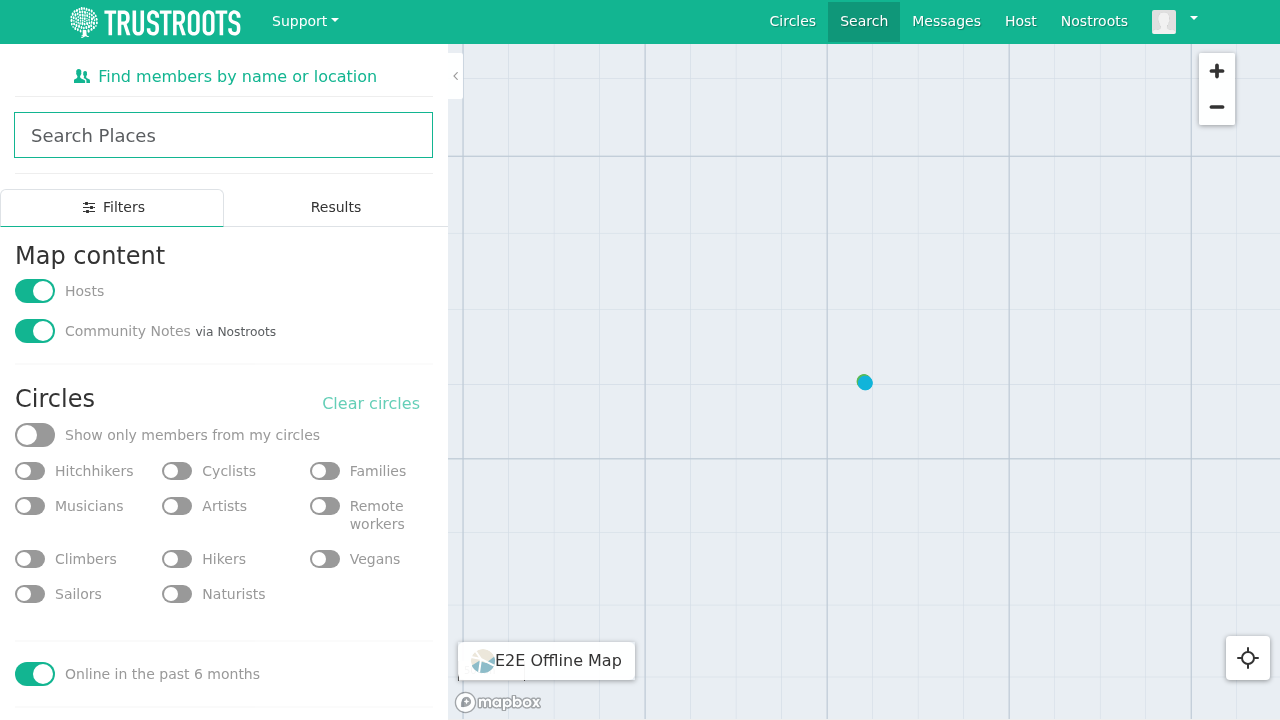 TRUSTROOTS
Support
Circles
Search
Messages
Host
Nostroots
Find members by name or location
Search Places
Filters
Results
Map content
Hosts
Community Notes via Nostroots
Circles
Clear circles
Show only members from my circles
Hitchhikers
Cyclists
Families
Musicians
Artists
Remote
workers
Climbers
Hikers
Vegans
Sailors
Naturists
Online in the past 6 months
E2E Offline Map
mapbox